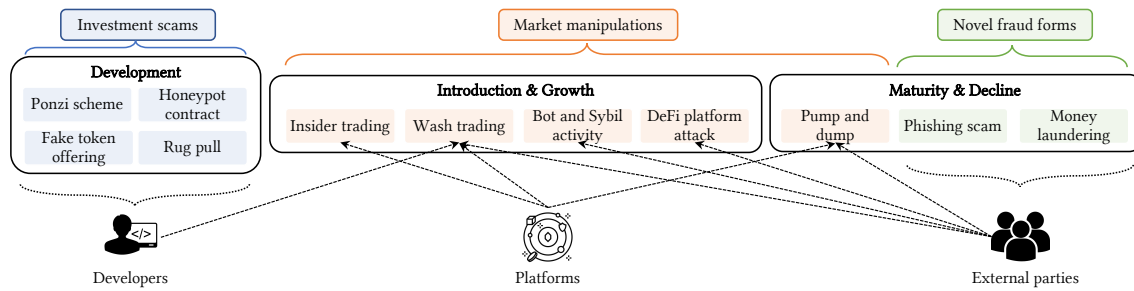 Investment scams
Market manipulations
Novel fraud forms
Development
Ponzi scheme
Honeypot
contract
Fake token
offering
Rug pull
Introduction & Growth
Insider trading
Wash trading
Bot and Sybil
activity
DeFi platform
attack
Maturity & Decline
Pump and
dump
Phishing scam
Money
laundering
</>
Developers
Platforms
External parties